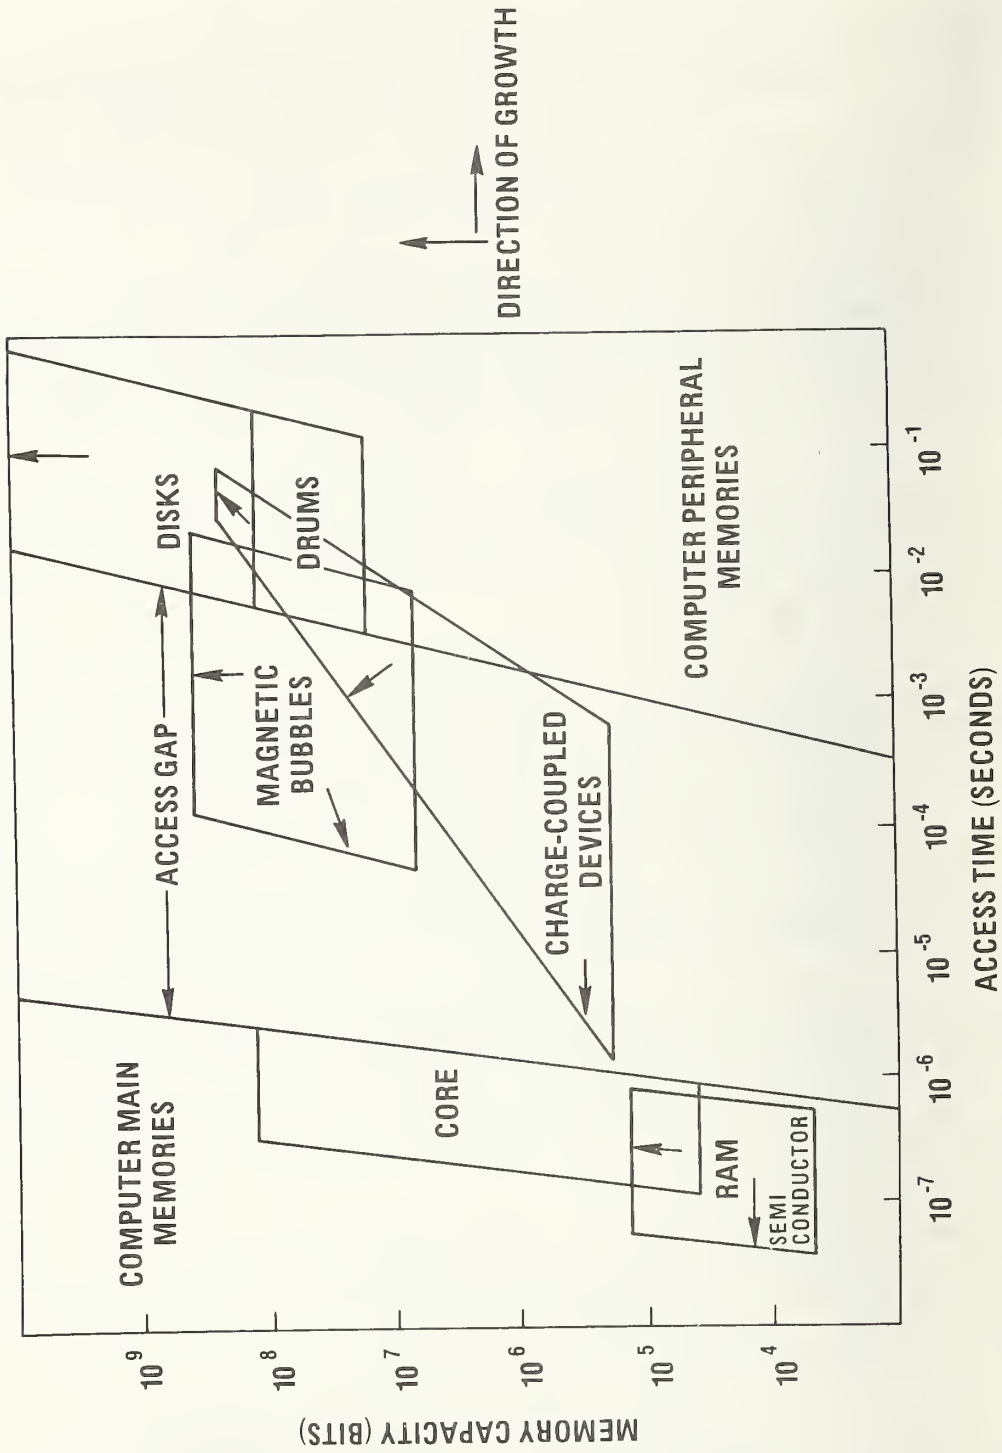 DIRECTION OF GROWTH
DISKS
DRUMS
ACCESS GAP
MAGNETIC
BUBBLES
COMPUTER PERIPHERAL
MEMORIES
CHARGE-COUPLED
DEVICES
COMPUTER MAIN
MEMORIES
CORE
RAM
SEMI
CONDUCTOR
10⁹
10⁸
10⁷
10⁶
10⁵
10⁴
MEMORY CAPACITY (BITS)
10⁻⁷
10⁻⁶
10⁻⁵
10⁻⁴
10⁻³
10⁻²
10⁻¹
ACCESS TIME (SECONDS)